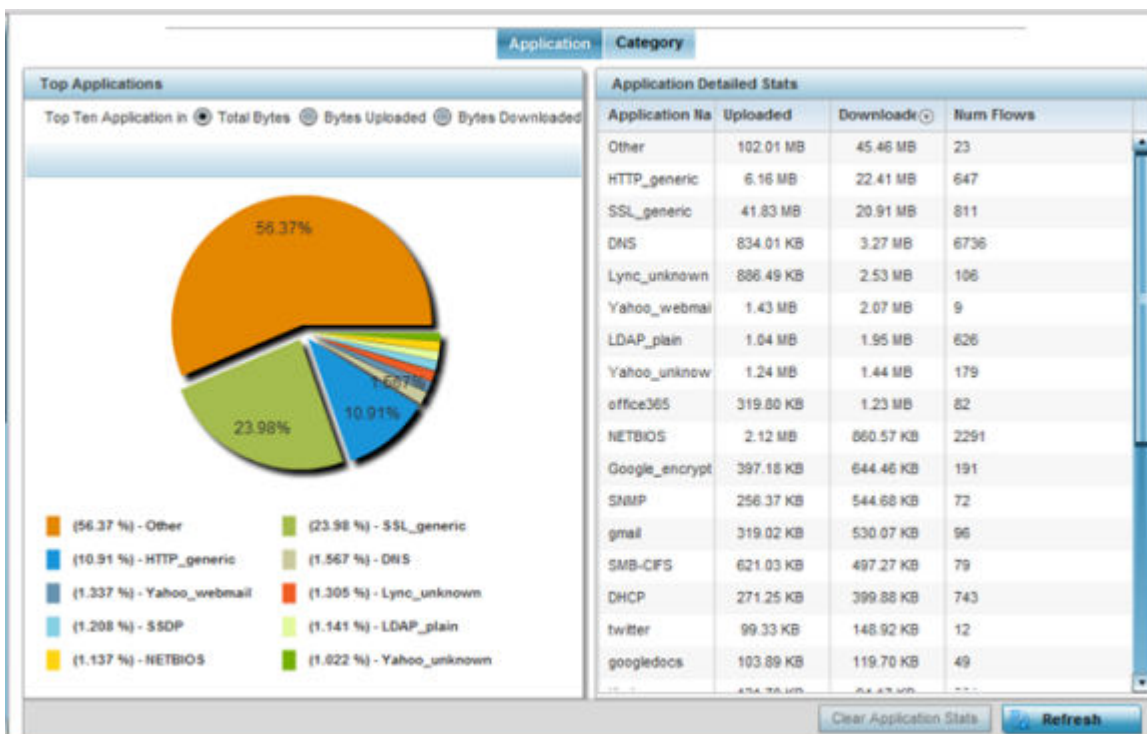 Application Category
Top Applications
Top Ten Application in Total Bytes Bytes Uploaded Bytes Downloaded
56.37%
1.567%
10.91%
23.98%
(56.37 %) - Other (23.98 %) - SSL_generic
(10.91 %) - HTTP_generic (1.567 %) - DNS
(1.337 %) - Yahoo_webmail (1.305 %) - Lync_unknown
(1.208 %) - SSDP (1.141 %) - LDAP_plain
(1.137 %) - NETBIOS (1.022 %) - Yahoo_unknown
Application Detailed Stats
Application Na Uploaded Downloade Num Flows
Other 102.01 MB 45.46 MB 23
HTTP_generic 6.16 MB 22.41 MB 647
SSL_generic 41.83 MB 20.91 MB 811
DNS 834.01 KB 3.27 MB 6736
Lync_unknown 886.49 KB 2.53 MB 106
Yahoo_webmai 1.43 MB 2.07 MB 9
LDAP_plain 1.04 MB 1.95 MB 626
Yahoo_unknow 1.24 MB 1.44 MB 179
office365 319.80 KB 1.23 MB 82
NETBIOS 2.12 MB 860.57 KB 2291
Google_encrypt 397.18 KB 644.46 KB 191
SNMP 256.37 KB 544.68 KB 72
gmail 319.02 KB 530.07 KB 96
SMB-CIFS 621.03 KB 497.27 KB 79
DHCP 271.25 KB 399.88 KB 743
twitter 99.33 KB 148.92 KB 12
googledocs 103.89 KB 119.70 KB 49
Clear Application Stats Refresh